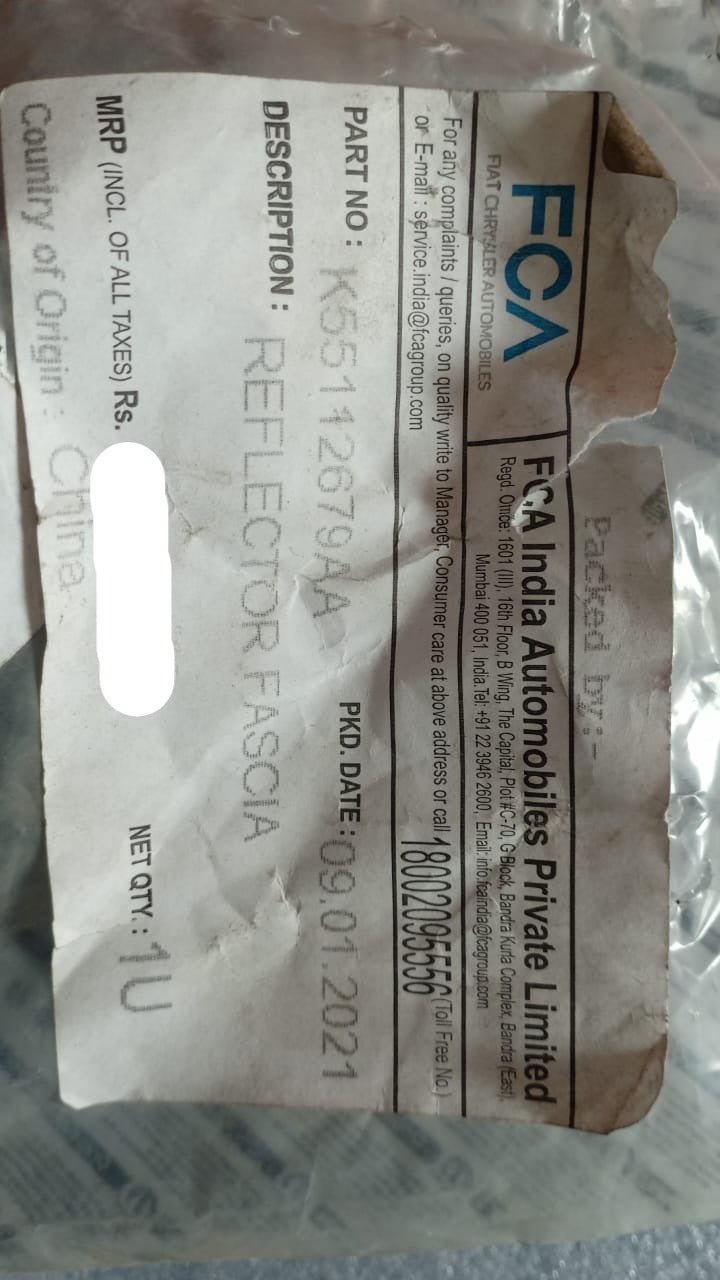 Packed by:-
FCA
FIAT CHRYSLER AUTOMOBILES
FCA India Automobiles Private Limited
Regd. Office: 1601 (III), 16th Floor, B Wing, The Capital, Plot #C-70, G Block, Bandra Kurla Complex, Bandra (East),
Mumbai 400 051, India.Tel: +91 22 3946 2600, Email: info.fcaindia@fcagroup.com
For any complaints / queries, on quality write to Manager, Consumer care at above address or call 18002095556 (Toll Free No.)
or E-mail : service.india@fcagroup.com
PART NO : K55112679AA PKD. DATE : 09.01.2021
DESCRIPTION : REFLECTOR FASCIA
MRP (INCL. OF ALL TAXES) Rs. NET QTY. : 1U
Country of Origin : China